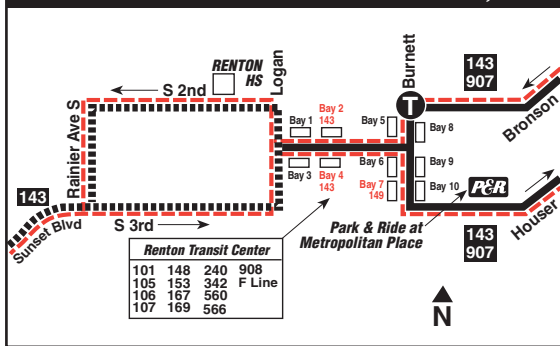 143
907
Burnett
Logan
RENTON
HS
S 2nd
Bronson
Bay 1
Bay 2
143
Bay 5
Bay 8
Rainier Ave S
T
Bay 3
Bay 4
143
Bay 6
Bay 7
149
Bay 9
Bay 10
P&R
143
Sunset Blvd
S 3rd
Park & Ride at
Metropolitan Place
Houser
143
907
Renton Transit Center
101 148 240 908
105 153 342 F Line
106 167 560
107 169 566
N